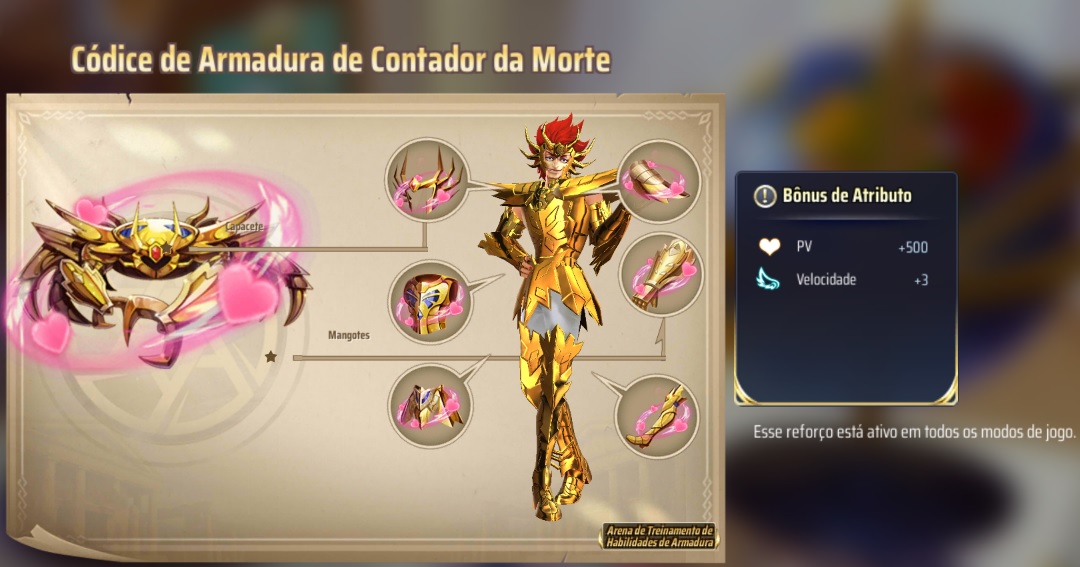 Códice de Armadura de Contador da Morte
Capacete
Mangotes
Arena de Treinamento de
Habilidades de Armadura
Bônus de Atributo
PV +500
Velocidade +3
Esse reforço está ativo em todos os modos de jogo.